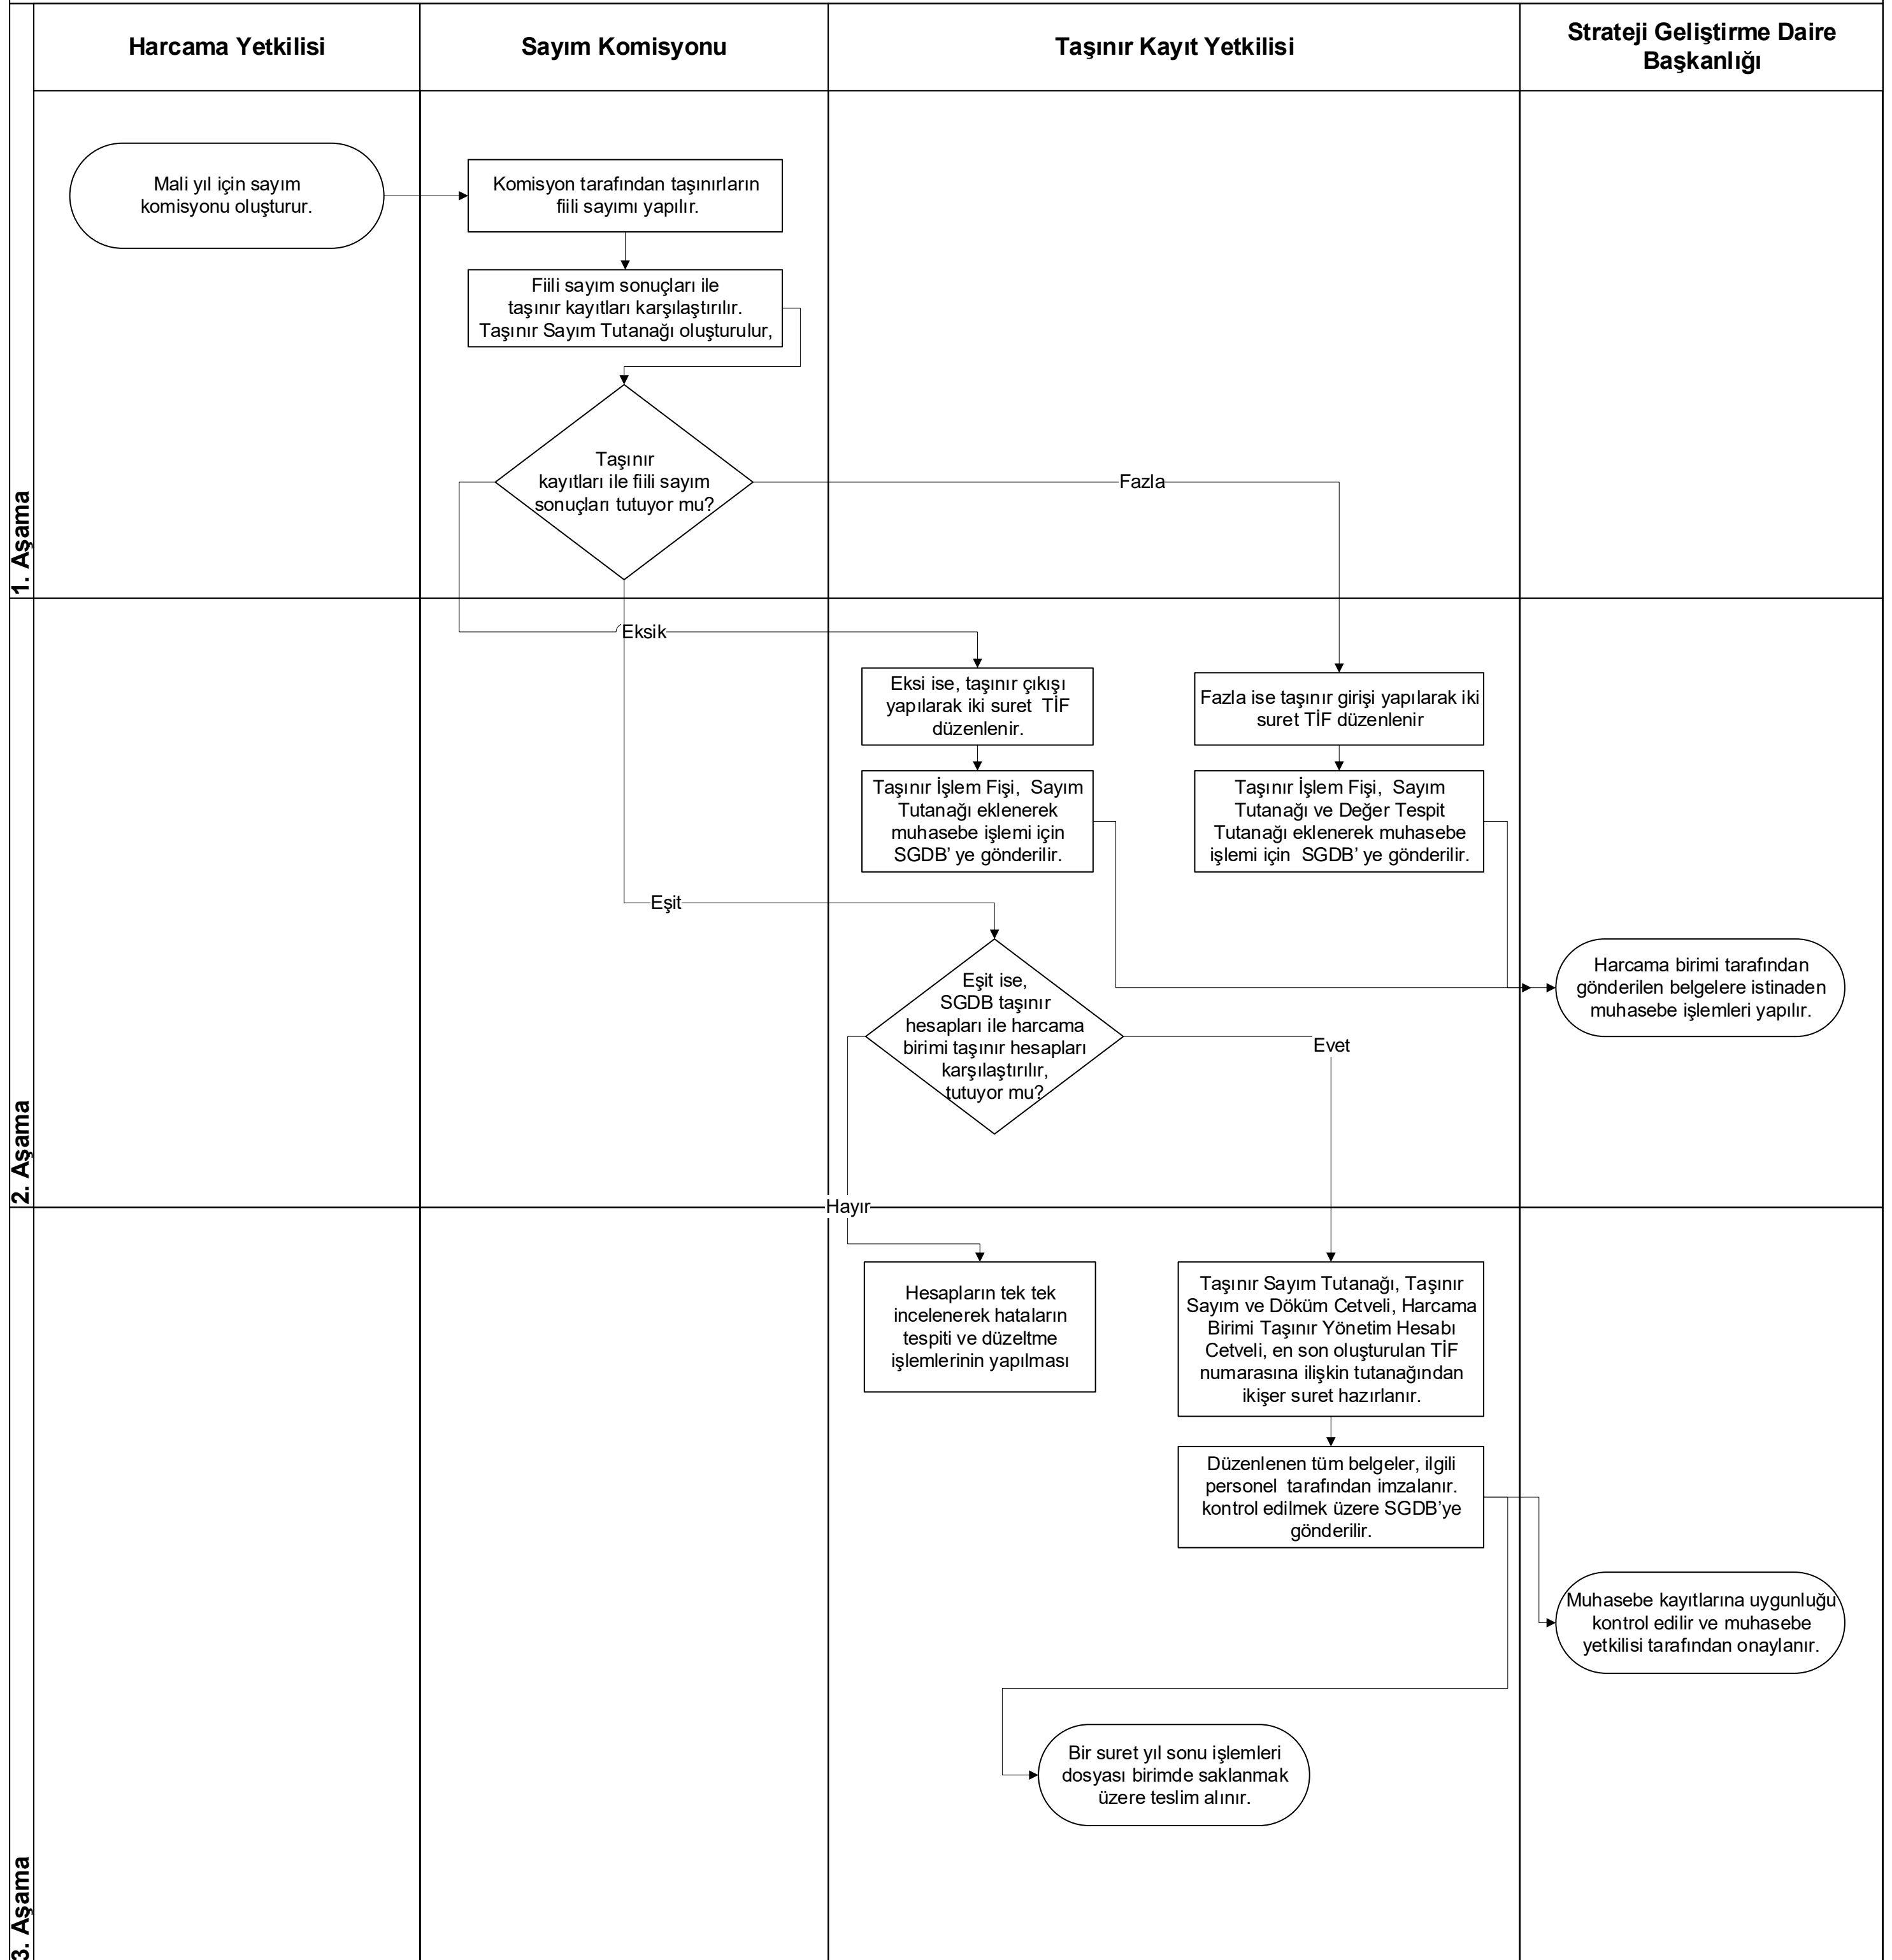 Harcama Yetkilisi
Sayım Komisyonu
Taşınır Kayıt Yetkilisi
Strateji Geliştirme Daire
Başkanlığı
1. Aşama
Mali yıl için sayım
komisyonu oluşturur.
Komisyon tarafından taşınırların
fiili sayımı yapılır.
Fiili sayım sonuçları ile
taşınır kayıtları karşılaştırılır.
Taşınır Sayım Tutanağı oluşturulur,
Taşınır
kayıtları ile fiili sayım
sonuçları tutuyor mu?
Fazla
2. Aşama
Eksik
Eksi ise, taşınır çıkışı
yapılarak iki suret  TİF
düzenlenir.
Fazla ise taşınır girişi yapılarak iki
suret TİF düzenlenir
Taşınır İşlem Fişi,  Sayım
Tutanağı eklenerek
muhasebe işlemi için
SGDB’ ye gönderilir.
Taşınır İşlem Fişi,  Sayım
Tutanağı ve Değer Tespit
Tutanağı eklenerek muhasebe
işlemi için  SGDB’ ye gönderilir.
Eşit
Harcama birimi tarafından
gönderilen belgelere istinaden
muhasebe işlemleri yapılır.
Eşit ise,
SGDB taşınır
hesapları ile harcama
birimi taşınır hesapları
karşılaştırılır,
tutuyor mu?
Evet
Hayır
3. Aşama
Hesapların tek tek
incelenerek hataların
tespiti ve düzeltme
işlemlerinin yapılması
Taşınır Sayım Tutanağı, Taşınır
Sayım ve Döküm Cetveli, Harcama
Birimi Taşınır Yönetim Hesabı
Cetveli, en son oluşturulan TİF
numarasına ilişkin tutanağından
ikişer suret hazırlanır.
Düzenlenen tüm belgeler, ilgili
personel  tarafından imzalanır.
kontrol edilmek üzere SGDB’ye
gönderilir.
Muhasebe kayıtlarına uygunluğu
kontrol edilir ve muhasebe
yetkilisi tarafından onaylanır.
Bir suret yıl sonu işlemleri
dosyası birimde saklanmak
üzere teslim alınır.